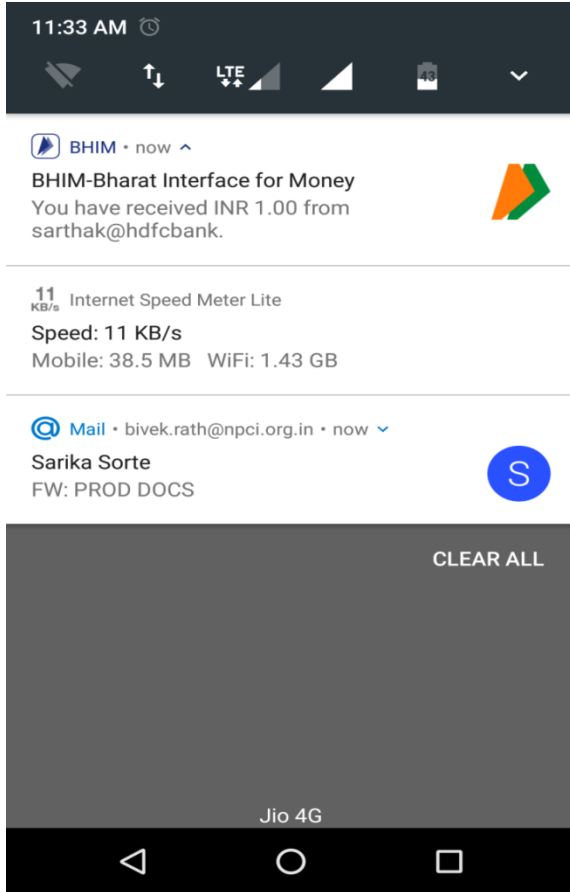 11:33 AM
LTE
43
BHIM • now
BHIM-Bharat Interface for Money
You have received INR 1.00 from
sarthak@hdfcbank.
11
KB/s
Internet Speed Meter Lite
Speed: 11 KB/s
Mobile: 38.5 MB WiFi: 1.43 GB
@ Mail • bivek.rath@npci.org.in • now
Sarika Sorte
S
FW: PROD DOCS
CLEAR ALL
Jio 4G